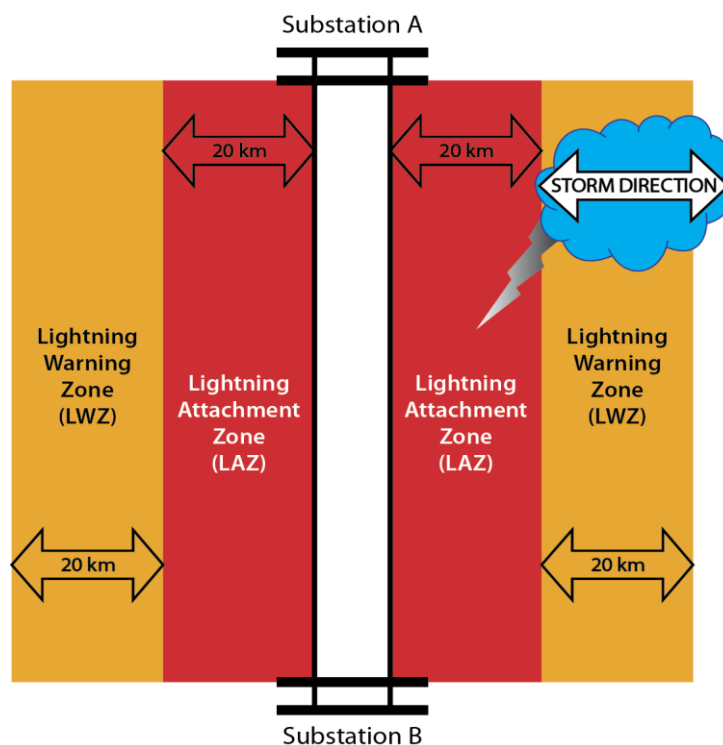 Substation A
20 km
20 km
STORM DIRECTION
Lightning
Warning
Zone
(LWZ)
Lightning
Attachment
Zone
(LAZ)
Lightning
Attachment
Zone
(LAZ)
Lightning
Warning
Zone
(LWZ)
20 km
20 km
Substation B